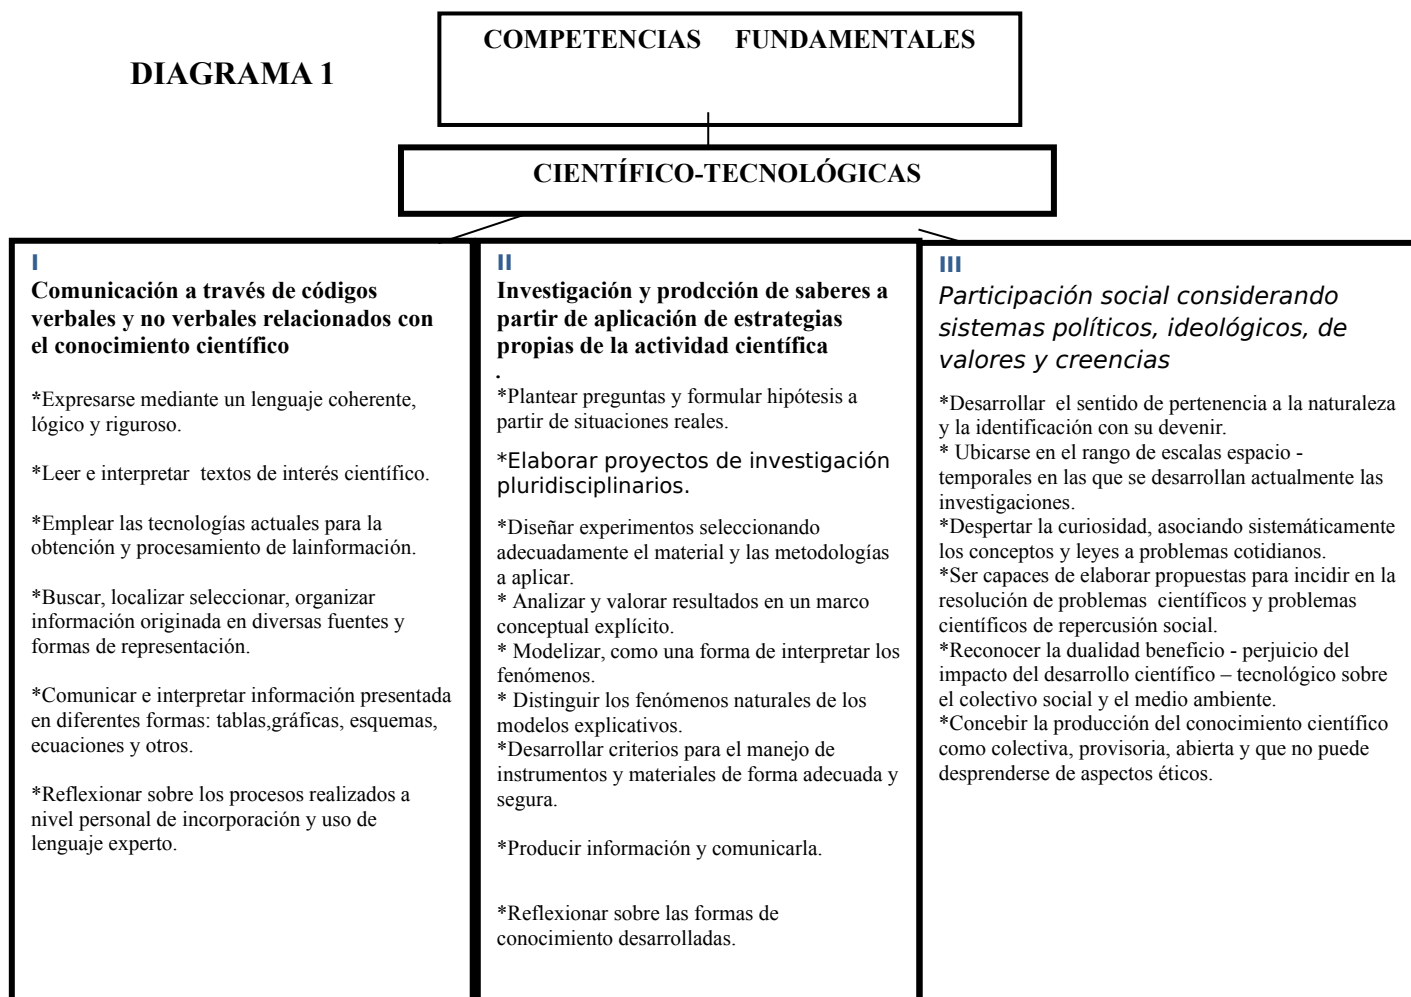 COMPETENCIAS FUNDAMENTALES
DIAGRAMA 1
CIENTÍFICO-TECNOLÓGICAS
I
Comunicación a través de códigos
verbales y no verbales relacionados con
el conocimiento científico
*Expresarse mediante un lenguaje coherente,
lógico y riguroso.
*Leer e interpretar textos de interés científico.
*Emplear las tecnologías actuales para la
obtención y procesamiento de lainformación.
*Buscar, localizar seleccionar, organizar
información originada en diversas fuentes y
formas de representación.
*Comunicar e interpretar información presentada
en diferentes formas: tablas,gráficas, esquemas,
ecuaciones y otros.
*Reflexionar sobre los procesos realizados a
nivel personal de incorporación y uso de
lenguaje experto.
II
Investigación y prodcción de saberes a
partir de aplicación de estrategias
propias de la actividad científica
.
*Plantear preguntas y formular hipótesis a
partir de situaciones reales.
*Elaborar proyectos de investigación
pluridisciplinarios.
*Diseñar experimentos seleccionando
adecuadamente el material y las metodologías
a aplicar.
* Analizar y valorar resultados en un marco
conceptual explícito.
* Modelizar, como una forma de interpretar los
fenómenos.
* Distinguir los fenómenos naturales de los
modelos explicativos.
*Desarrollar criterios para el manejo de
instrumentos y materiales de forma adecuada y
segura.
*Producir información y comunicarla.
*Reflexionar sobre las formas de
conocimiento desarrolladas.
III
Participación social considerando
sistemas políticos, ideológicos, de
valores y creencias
*Desarrollar el sentido de pertenencia a la naturaleza
y la identificación con su devenir.
* Ubicarse en el rango de escalas espacio -
temporales en las que se desarrollan actualmente las
investigaciones.
*Despertar la curiosidad, asociando sistemáticamente
los conceptos y leyes a problemas cotidianos.
*Ser capaces de elaborar propuestas para incidir en la
resolución de problemas científicos y problemas
científicos de repercusión social.
*Reconocer la dualidad beneficio - perjuicio del
impacto del desarrollo científico – tecnológico sobre
el colectivo social y el medio ambiente.
*Concebir la producción del conocimiento científico
como colectiva, provisoria, abierta y que no puede
desprenderse de aspectos éticos.